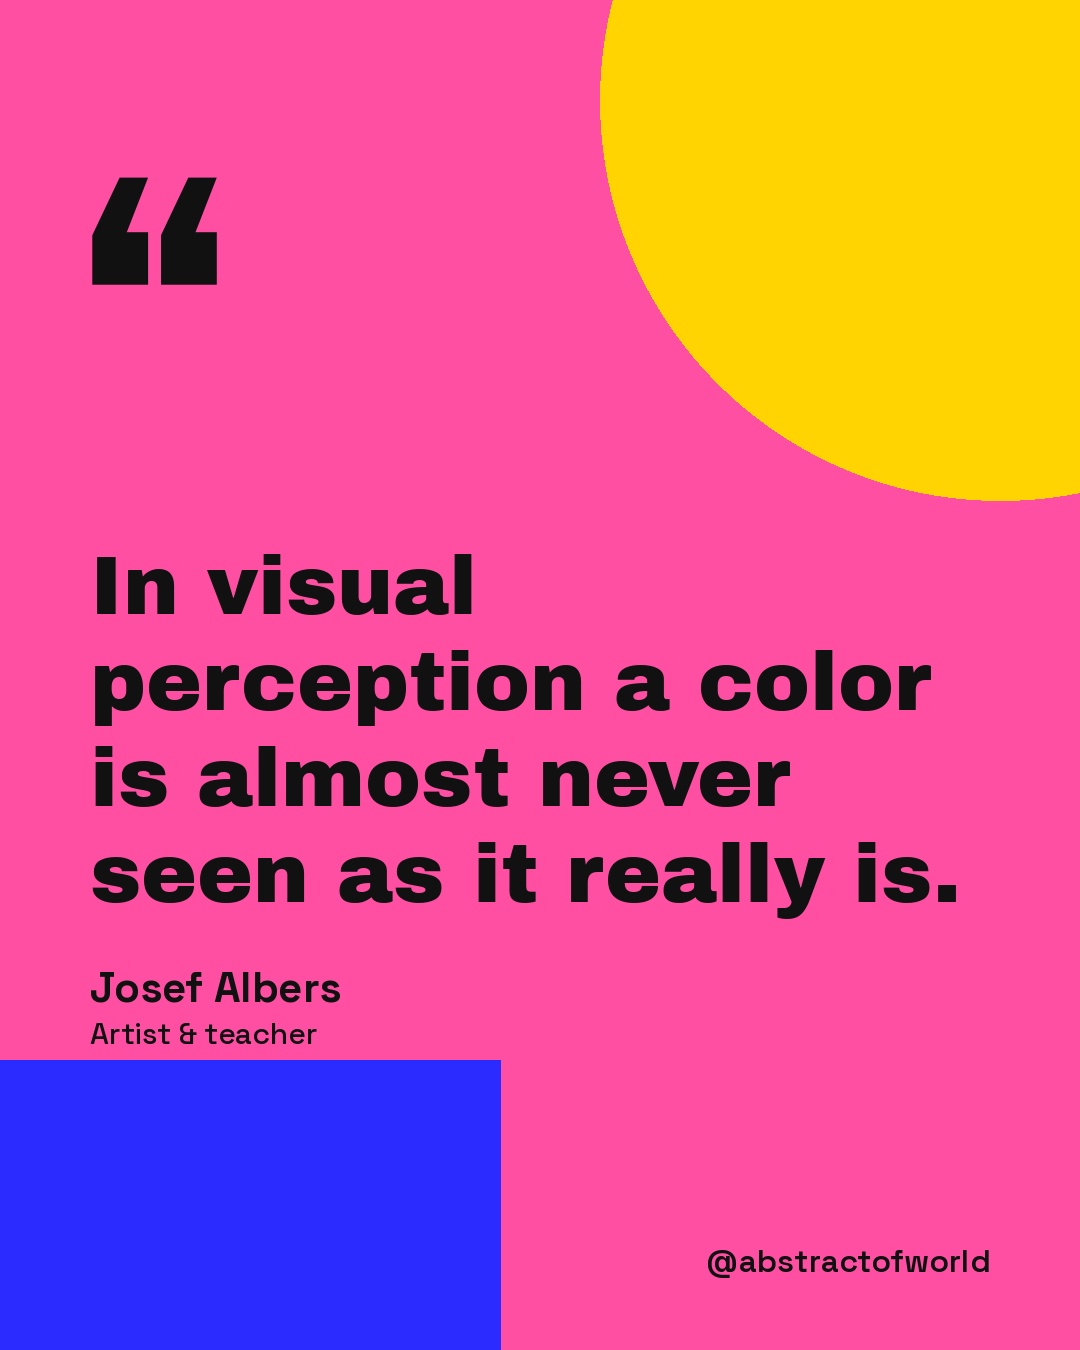 “
In visual
perception a color
is almost never
seen as it really is.
Josef Albers
Artist & teacher
@abstractofworld